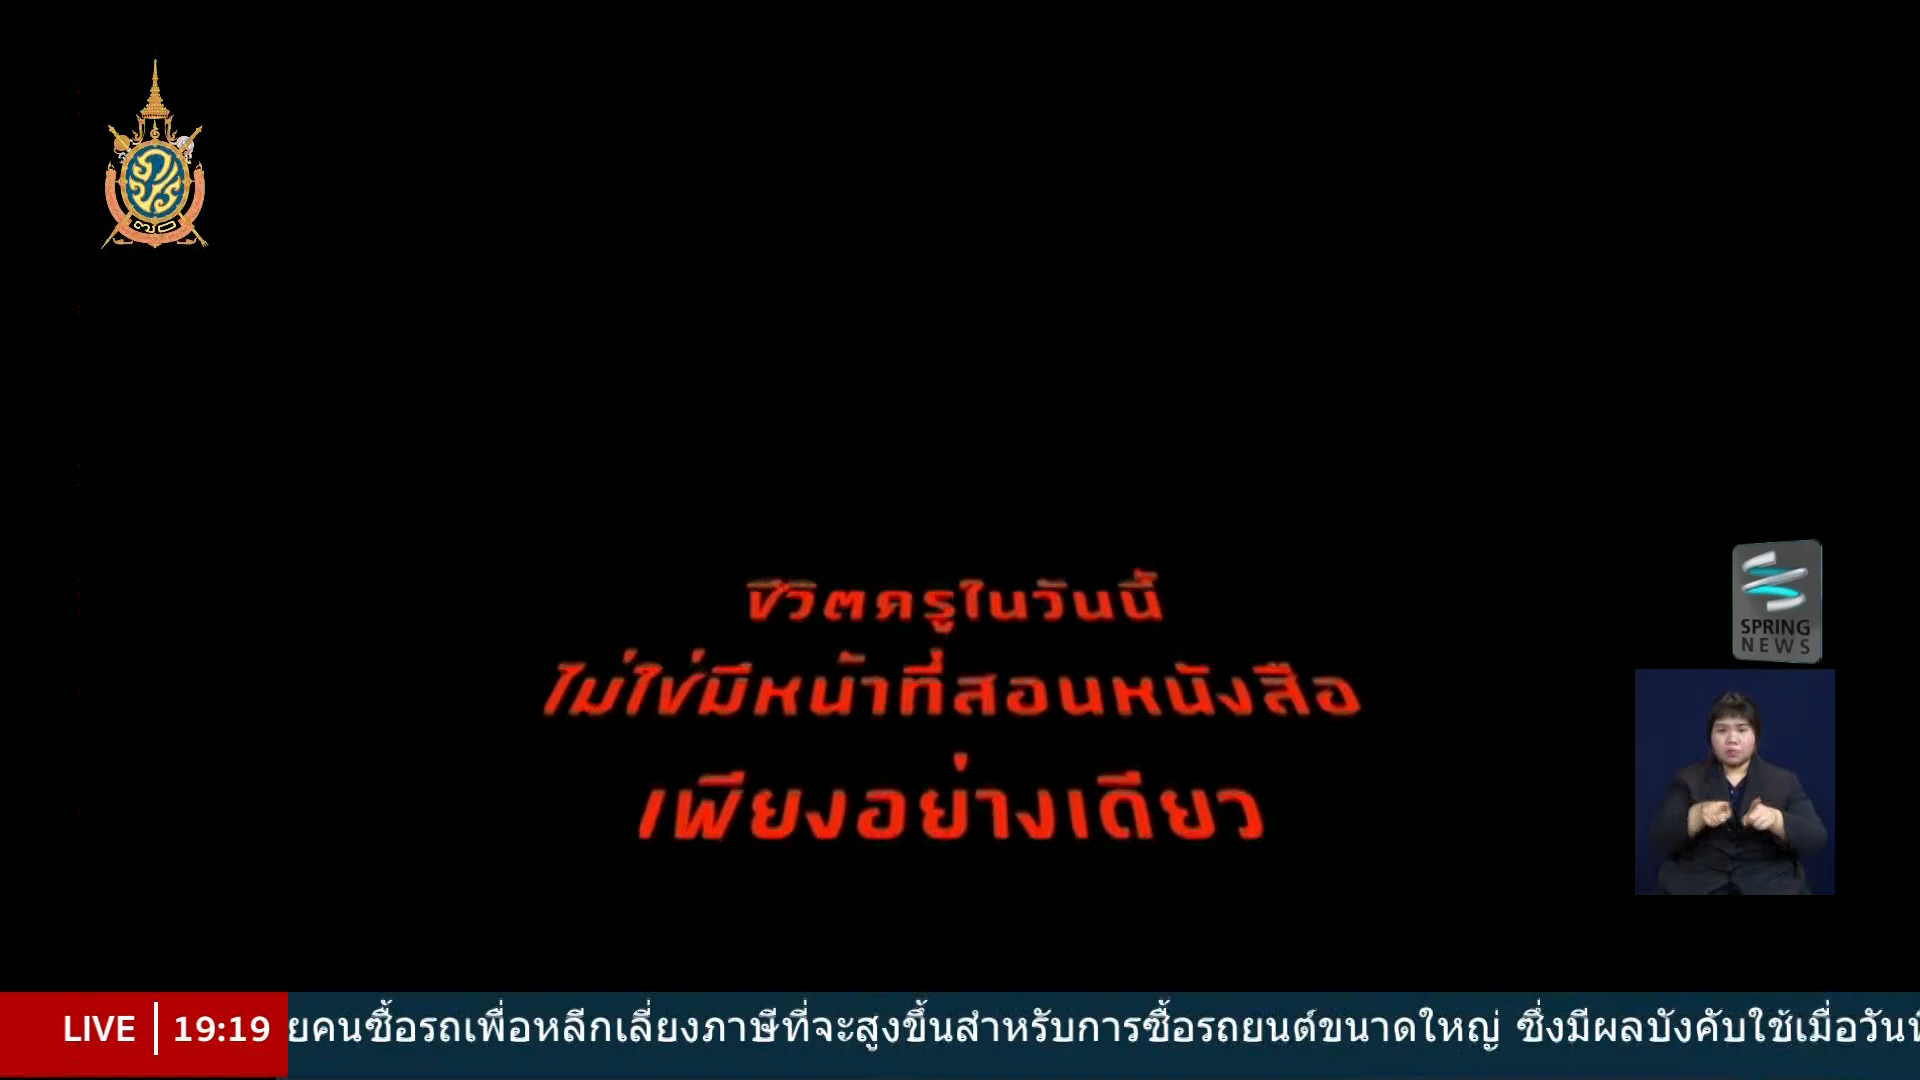 ๗๐
ชีวิตครูในวันนี้
ไม่ใช่มีหน้าที่สอนหนังสือ
เพียงอย่างเดียว
SPRING
NEWS
LIVE 19:19 ยคนซื้อรถเพื่อหลีกเลี่ยงภาษีที่จะสูงขึ้นสำหรับการซื้อรถยนต์ขนาดใหญ่ ซึ่งมีผลบังคับใช้เมื่อวัน